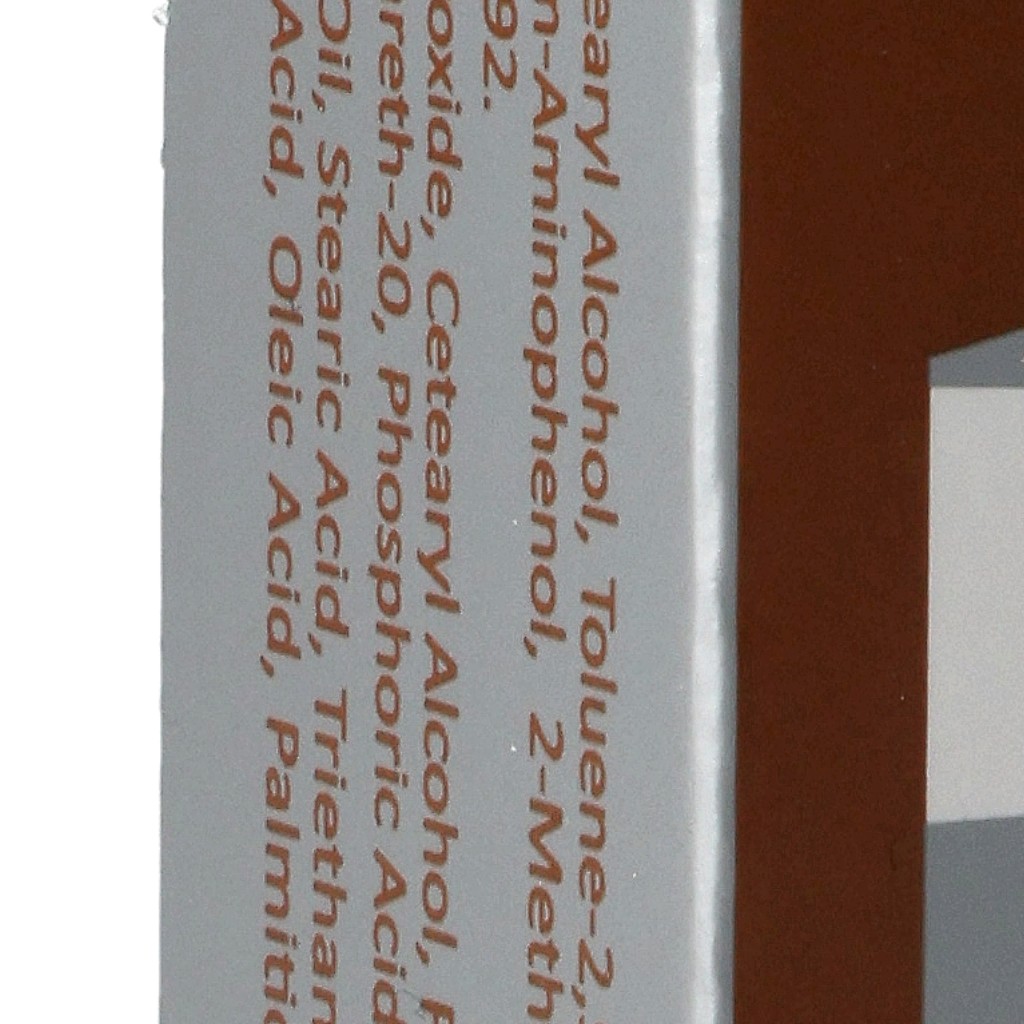 earyl Alcohol, Toluene-2,
n-Aminophenol, 2-Meth
92.
oxide, Cetearyl Alcohol,
reth-20, Phosphoric Acid
Oil, Stearic Acid, Triethan
Acid, Oleic Acid, Palmitic